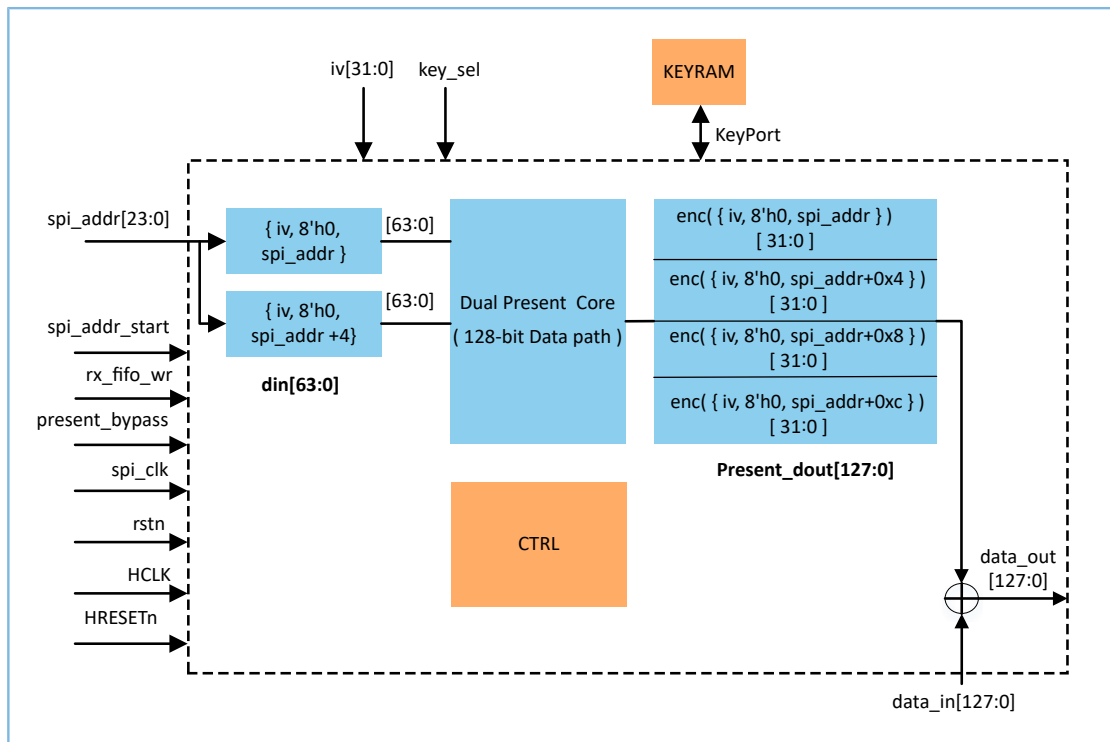 iv[31:0]
key_sel
KEYRAM
KeyPort
spi_addr[23:0]
{ iv, 8'h0,
spi_addr }
[63:0]
{ iv, 8'h0,
spi_addr +4}
[63:0]
din[63:0]
Dual Present Core
( 128-bit Data path )
enc( { iv, 8'h0, spi_addr } )
[ 31:0 ]
enc( { iv, 8'h0, spi_addr+0x4 } )
[ 31:0 ]
enc( { iv, 8'h0, spi_addr+0x8 } )
[ 31:0 ]
enc( { iv, 8'h0, spi_addr+0xc } )
[ 31:0 ]
Present_dout[127:0]
spi_addr_start
rx_fifo_wr
present_bypass
spi_clk
rstn
HCLK
HRESETn
CTRL
data_out
[127:0]
data_in[127:0]